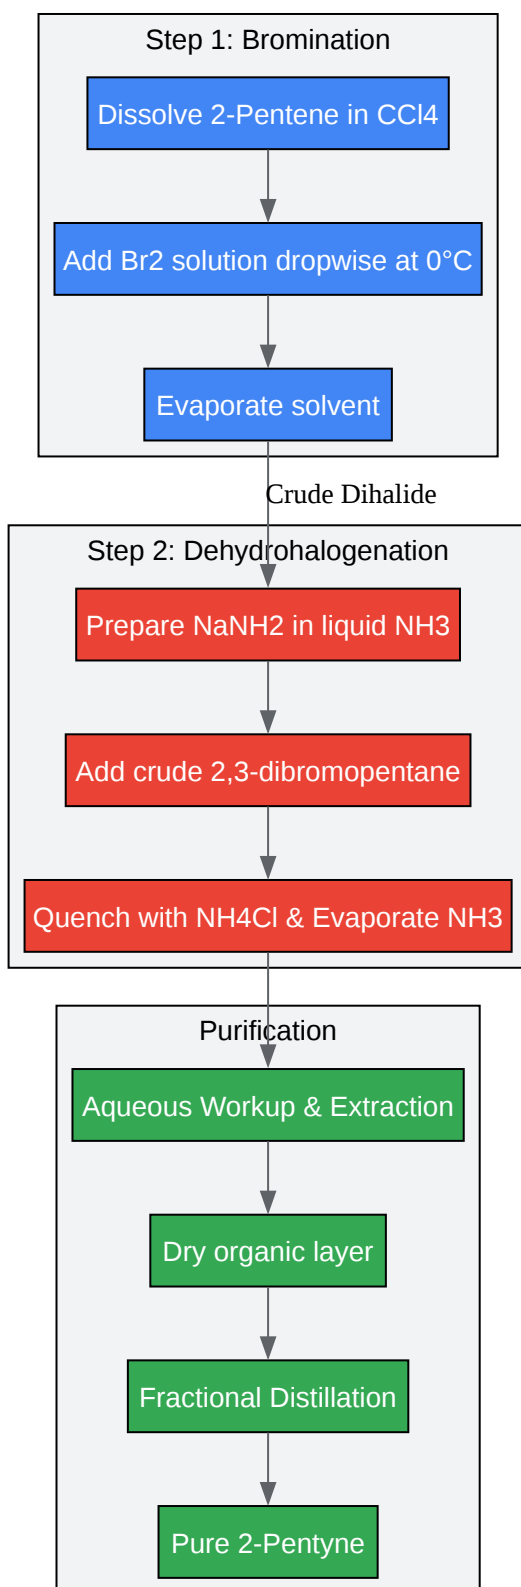 Step 1: Bromination
Dissolve 2-Pentene in CCl4
Add Br2 solution dropwise at 0°C
Evaporate solvent
Crude Dihalide
Step 2: Dehydrohalogenation
Prepare NaNH2 in liquid NH3
Add crude 2,3-dibromopentane
Quench with NH4Cl & Evaporate NH3
Purification
Aqueous Workup & Extraction
Dry organic layer
Fractional Distillation
Pure 2-Pentyne